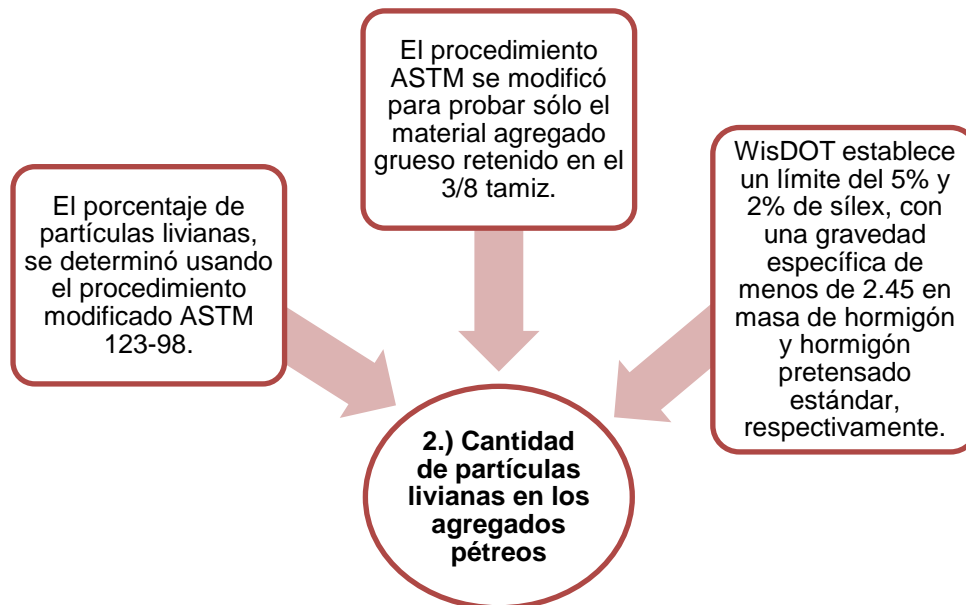 El porcentaje de
partículas livianas,
se determinó usando
el procedimiento
modificado ASTM
123-98.
El procedimiento
ASTM se modificó
para probar sólo el
material agregado
grueso retenido en el
3/8 tamiz.
WisDOT establece
un límite del 5% y
2% de sílex, con
una gravedad
específica de
menos de 2.45 en
masa de hormigón
y hormigón
pretensado
estándar,
respectivamente.
2.) Cantidad
de partículas
livianas en los
agregados
pétreos